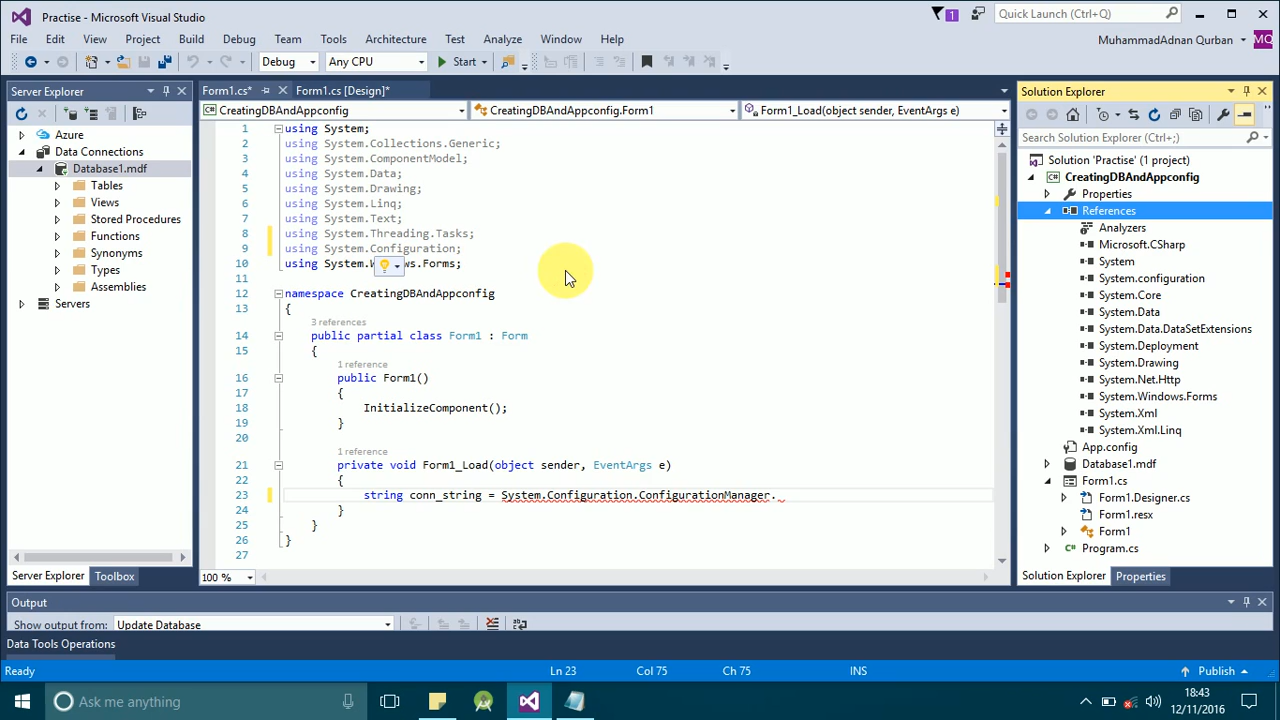 Practise - Microsoft Visual Studio
1
Quick Launch (Ctrl+Q)
File Edit View Project Build Debug Team Tools Architecture Test Analyze Window Help
MuhammadAdnan Qurban
MQ
Debug Any CPU Start
Server Explorer
Azure
Data Connections
Database1.mdf
Tables
Views
Stored Procedures
Functions
Synonyms
Types
Assemblies
Servers
Server Explorer Toolbox
Form1.cs* Form1.cs [Design]*
CreatingDBAndAppconfig CreatingDBAndAppconfig.Form1 Form1_Load(object sender, EventArgs e)
1 using System;
2 using System.Collections.Generic;
3 using System.ComponentModel;
4 using System.Data;
5 using System.Drawing;
6 using System.Linq;
7 using System.Text;
8 using System.Threading.Tasks;
9 using System.Configuration;
10 using System.W s.Forms;
11
12 namespace CreatingDBAndAppconfig
13 {
3 references
14 public partial class Form1 : Form
15 {
1 reference
16 public Form1()
17 {
18 InitializeComponent();
19 }
20
1 reference
21 private void Form1_Load(object sender, EventArgs e)
22 {
23 string conn_string = System.Configuration.ConfigurationManager.
24 }
25 }
26 }
27
100 %
Solution Explorer
Search Solution Explorer (Ctrl+;)
Solution 'Practise' (1 project)
CreatingDBAndAppconfig
Properties
References
Analyzers
Microsoft.CSharp
System
System.configuration
System.Core
System.Data
System.Data.DataSetExtensions
System.Deployment
System.Drawing
System.Net.Http
System.Windows.Forms
System.Xml
System.Xml.Linq
App.config
Database1.mdf
Form1.cs
Form1.Designer.cs
Form1.resx
Form1
Program.cs
Solution Explorer Properties
Output
Show output from: Update Database
Data Tools Operations
Ready Ln 23 Col 75 Ch 75 INS Publish
Ask me anything
18:43
12/11/2016